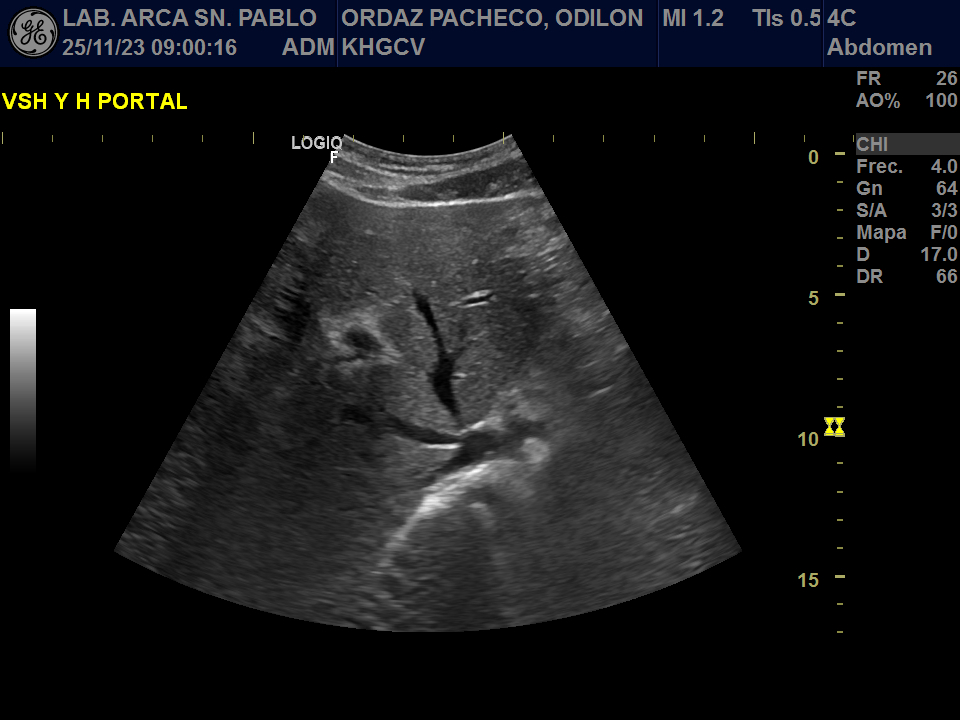 LAB. ARCA SN. PABLO ORDAZ PACHECO, ODILON MI 1.2 TIs 0.5 4C
25/11/23 09:00:16 ADM KHGCV Abdomen
FR 26
AO% 100
VSH Y H PORTAL
LOGIQ
F
CHI
Frec. 4.0
Gn 64
S/A 3/3
Mapa F/0
D 17.0
DR 66
0
5
10
15